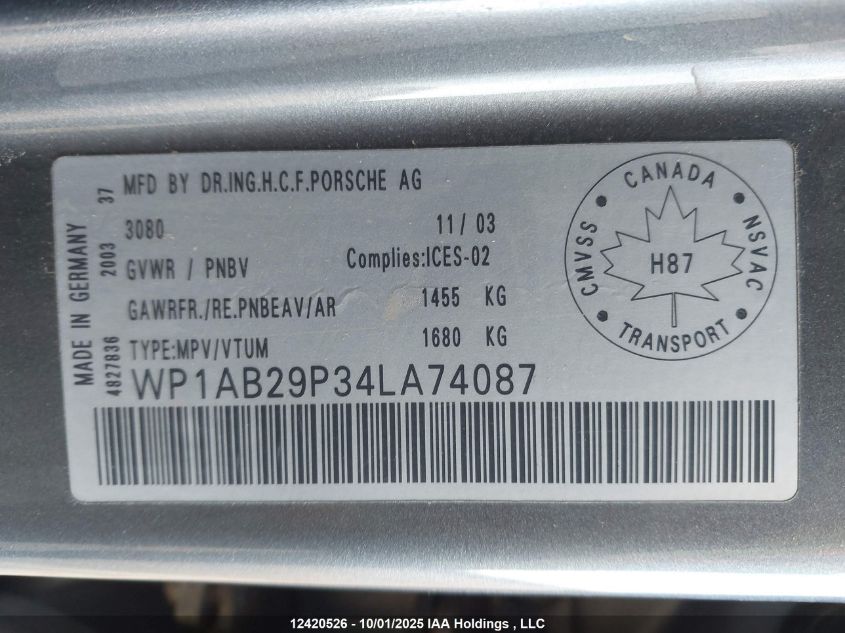 MFD BY DR.ING.H.C.F.PORSCHE AG
3080 11/03
GVWR / PNBV Complies:ICES-02
GAWRFR./RE.PNBEAV/AR 1455 KG
TYPE:MPV/VTUM 1680 KG
WP1AB29P34LA74087
MADE IN GERMANY
4827836 2003 37
CANADA
CMVSS NSVAC
H87
TRANSPORT
12420526 - 10/01/2025 IAA Holdings , LLC